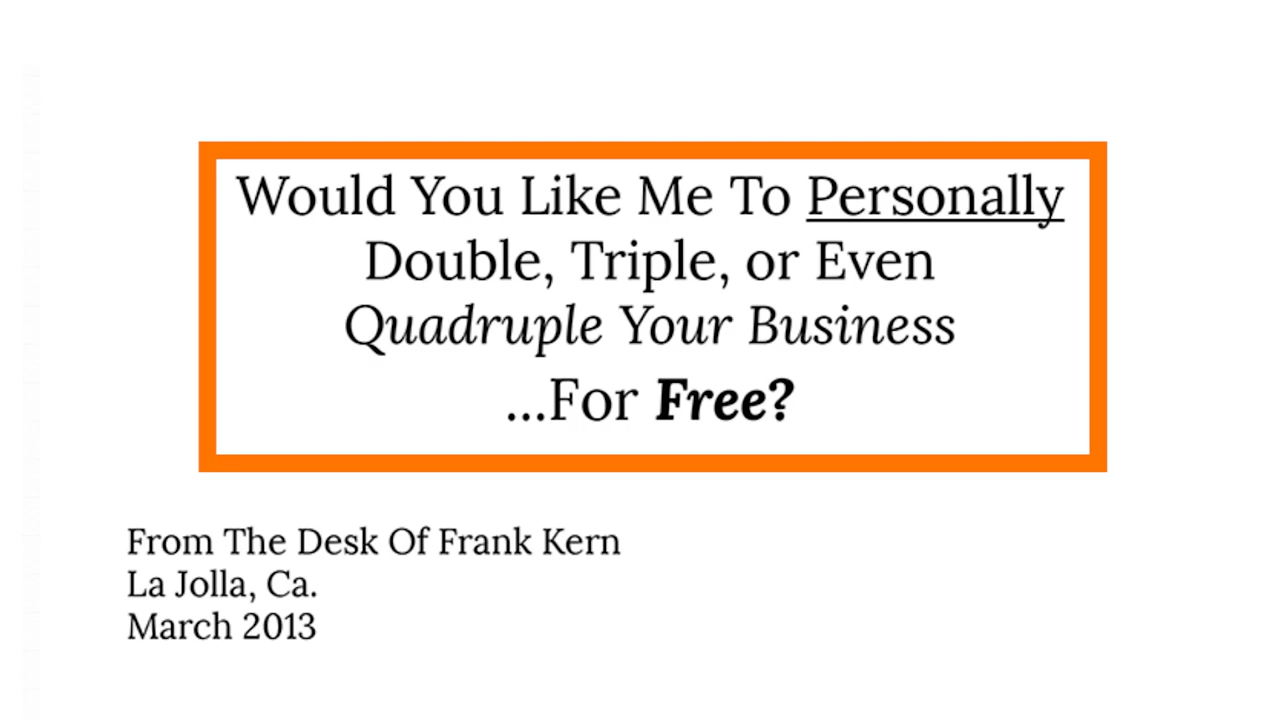 Would You Like Me To Personally
Double, Triple, or Even
Quadruple Your Business
...For Free?
From The Desk Of Frank Kern
La Jolla, Ca.
March 2013